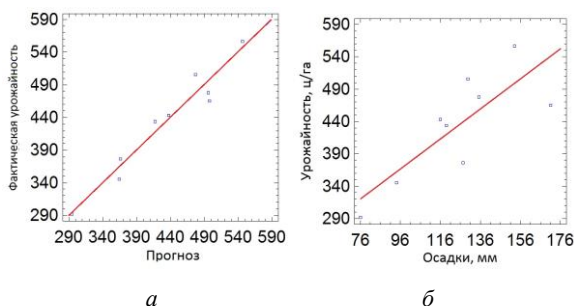 Фактическая урожайность
590
540
490
440
390
340
290
290 340 390 440 490 540 590
Прогноз
а
Урожайность, ц/га
590
540
490
440
390
340
290
76 96 116 136 156 176
Осадки, мм
б